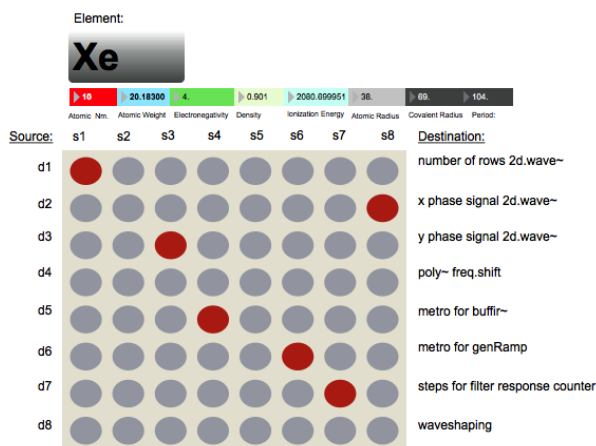 Element:
Xe
10 20.18300 4. 0.901 2080.699951 38. 69. 104.
Atomic Nm. Atomic Weight Electronegativity Density Ionization Energy Atomic Radius Covalent Radius Period:
Source: s1 s2 s3 s4 s5 s6 s7 s8 Destination:
d1 number of rows 2d.wave~
d2 x phase signal 2d.wave~
d3 y phase signal 2d.wave~
d4 poly~ freq.shift
d5 metro for buffir~
d6 metro for genRamp
d7 steps for filter response counter
d8 waveshaping